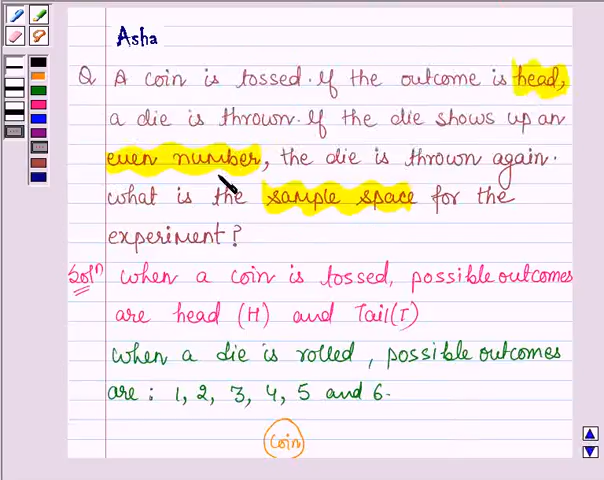 Asha
Q A coin is tossed. If the outcome is head,
a die is thrown. If the die shows up an
even number, the die is thrown again.
what is the sample space for the
experiment?
Solⁿ when a coin is tossed, possible outcomes
are head (H) and Tail(T)
when a die is rolled, possible outcomes
are : 1, 2, 3, 4, 5 and 6.
Coin